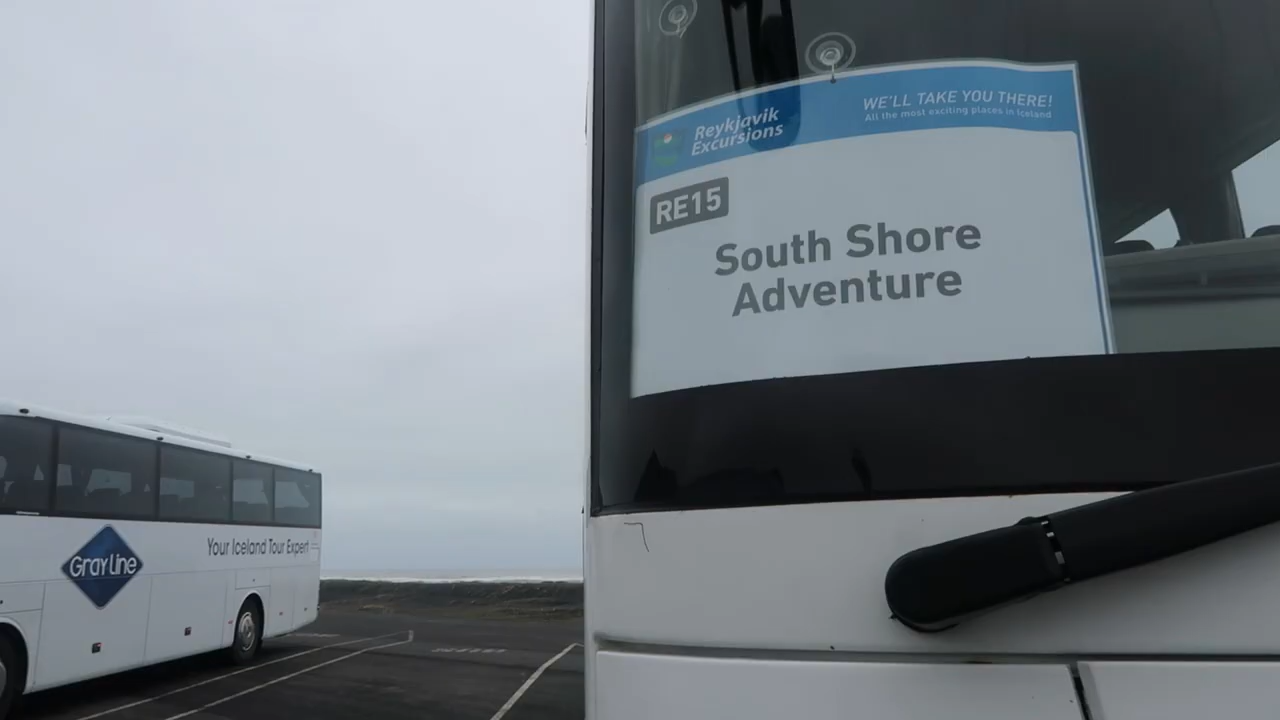 Reykjavik
Excursions
WE'LL TAKE YOU THERE!
All the most exciting places in Iceland
RE15
South Shore
Adventure
Gray Line
Your Iceland Tour Expert